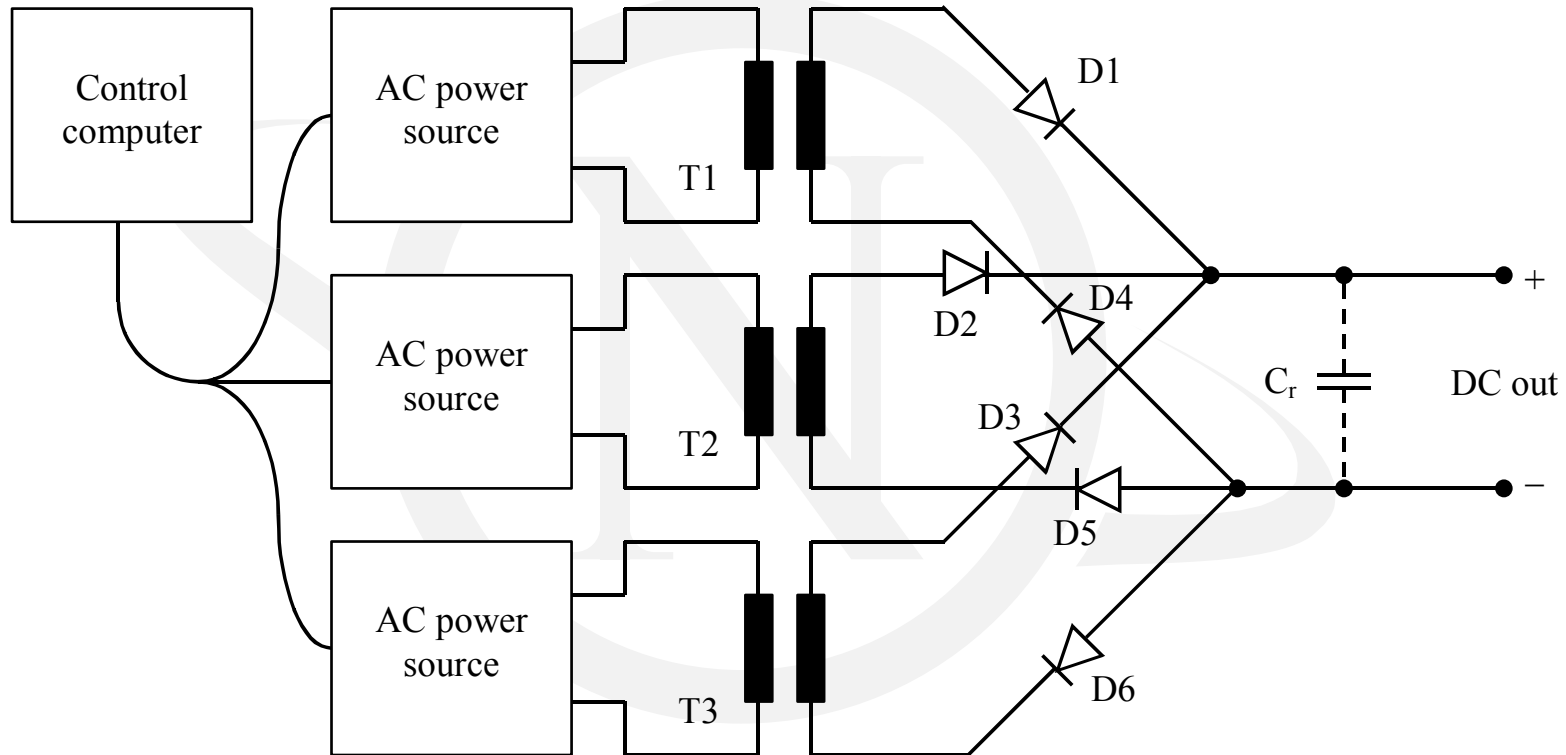 Control
computer
AC power
source
T1
D1
AC power
source
T2
D2
D4
D3
D5
C_r
DC out
+
−
AC power
source
T3
D6
N